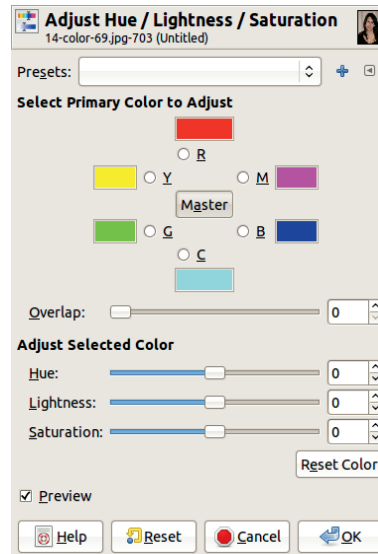 Adjust Hue / Lightness / Saturation
14-color-69.jpg-703 (Untitled)
Presets:
Select Primary Color to Adjust
R
Y M
Master
G B
C
Overlap: 0
Adjust Selected Color
Hue: 0
Lightness: 0
Saturation: 0
Reset Color
Preview
Help Reset Cancel OK